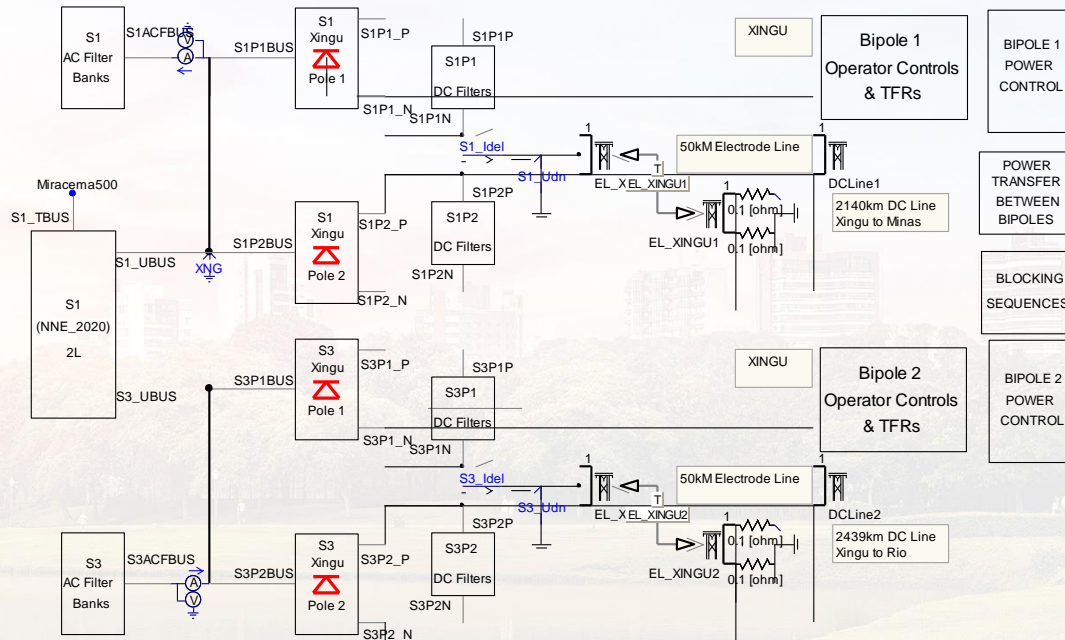 S1
AC Filter
Banks
S1ACFBUS
V
A
S1P1BUS
S1
Xingu
Pole 1
S1P1_P
S1P1_N
S1P1P
S1P1
DC Filters
S1P1N
XINGU
Bipole 1
Operator Controls
& TFRs
BIPOLE 1
POWER
CONTROL
S1_Idel
S1_Udn
1
EL_X
EL_XINGU1
T
50kM Electrode Line
1
DCLine1
2140km DC Line
Xingu to Minas
1
0.1 [ohm]
0.1 [ohm]
EL_XINGU1
POWER
TRANSFER
BETWEEN
BIPOLES
Miracema500
S1_TBUS
S1_UBUS
S1
(NNE_2020)
2L
S3_UBUS
XNG
S1P2BUS
S1
Xingu
Pole 2
S1P2_P
S1P2_N
S1P2P
S1P2
DC Filters
S1P2N
BLOCKING
SEQUENCES
S3P1BUS
S3
Xingu
Pole 1
S3P1_P
S3P1_N
S3P1P
S3P1
DC Filters
S3P1N
XINGU
Bipole 2
Operator Controls
& TFRs
BIPOLE 2
POWER
CONTROL
S3_Idel
S3_Udn
1
EL_X
EL_XINGU2
T
50kM Electrode Line
1
DCLine2
2439km DC Line
Xingu to Rio
1
0.1 [ohm]
0.1 [ohm]
EL_XINGU2
S3
AC Filter
Banks
S3ACFBUS
A
V
S3P2BUS
S3
Xingu
Pole 2
S3P2_P
S3P2_N
S3P2P
S3P2
DC Filters
S3P2N